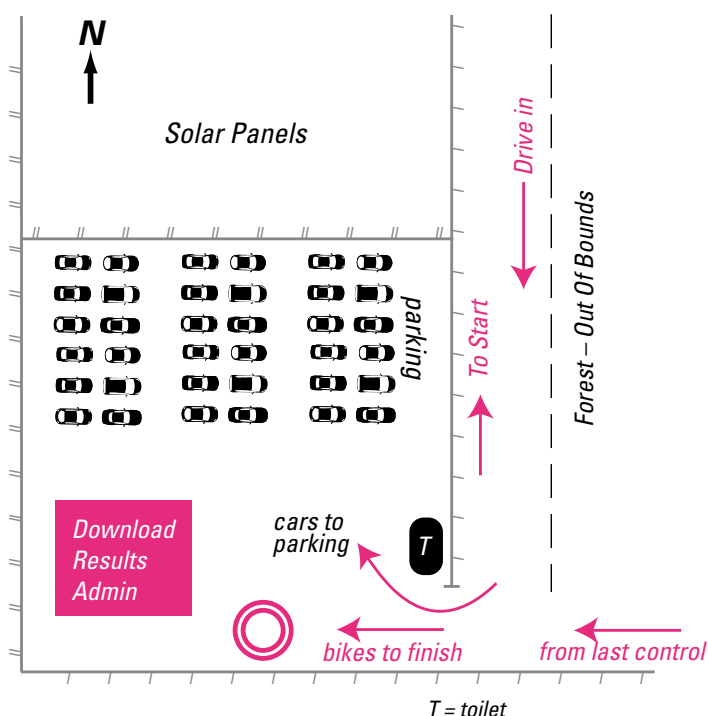 N
Solar Panels
Drive in
Forest – Out Of Bounds
parking
To Start
Download
Results
Admin
cars to
parking
T
bikes to finish
from last control
T = toilet